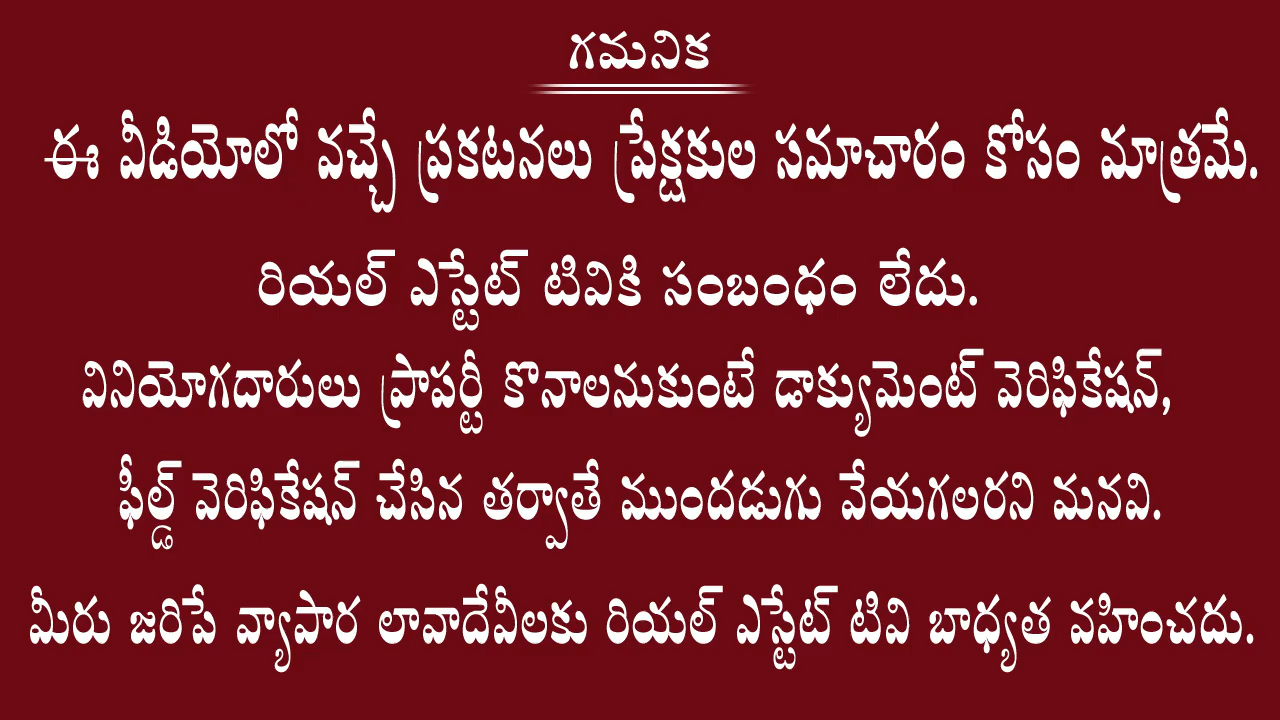 గమనిక
ఈ వీడియోలో వచ్చే ప్రకటనలు ప్రేక్షకుల సమాచారం కోసం మాత్రమే.
రియల్ ఎస్టేట్ టివికి సంబంధం లేదు.
వినియోగదారులు ప్రాపర్టీ కొనాలనుకుంటే డాక్యుమెంట్ వెరిఫికేషన్,
ఫీల్డ్ వెరిఫికేషన్ చేసిన తర్వాతే ముందడుగు వేయగలరని మనవి.
మీరు జరిపే వ్యాపార లావాదేవీలకు రియల్ ఎస్టేట్ టివి బాధ్యత వహించదు.